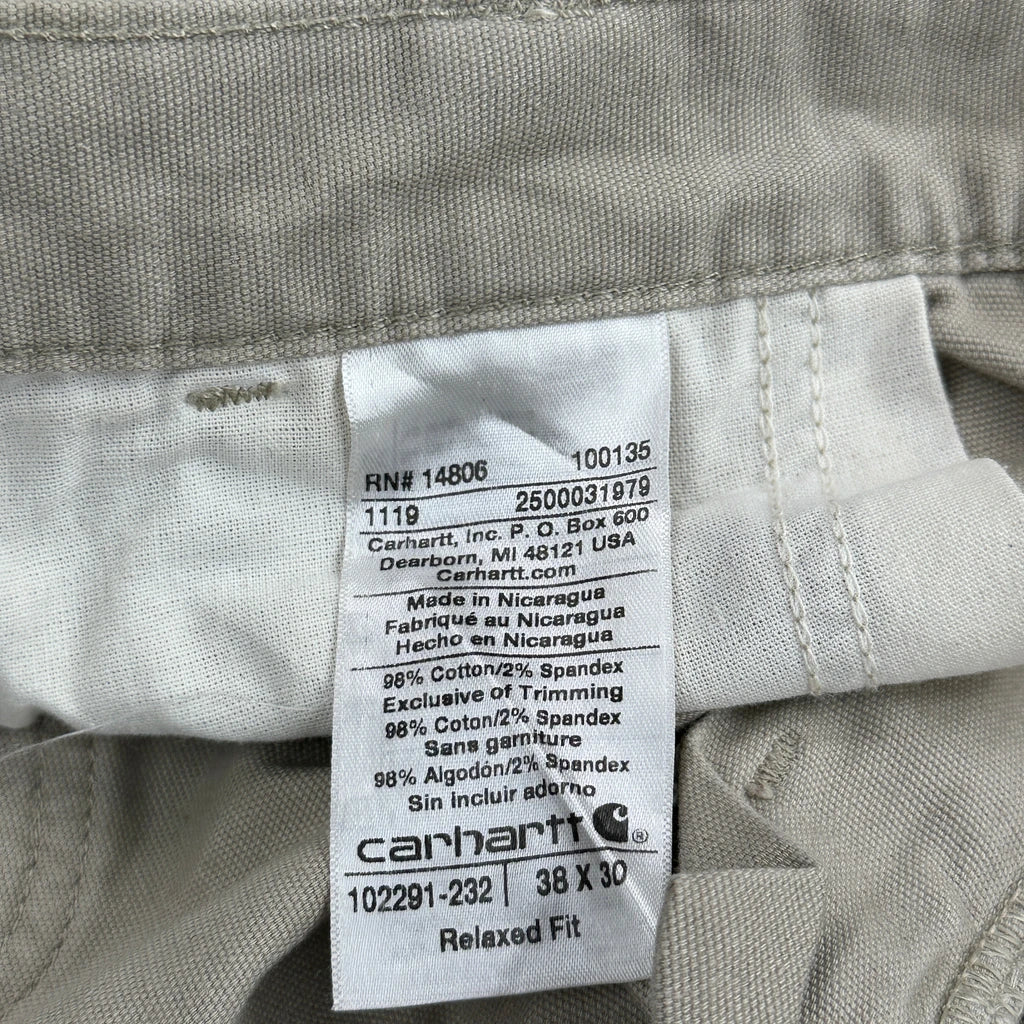 RN# 14806 100135
1119 2500031979
Carhartt, Inc. P. O. Box 600
Dearborn, MI 48121 USA
Carhartt.com
Made in Nicaragua
Fabriqué au Nicaragua
Hecho en Nicaragua
98% Cotton/2% Spandex
Exclusive of Trimming
98% Coton/2% Spandex
Sans garniture
98% Algodón/2% Spandex
Sin incluir adorno
carhartt ®
102291-232 | 38 X 30
Relaxed Fit